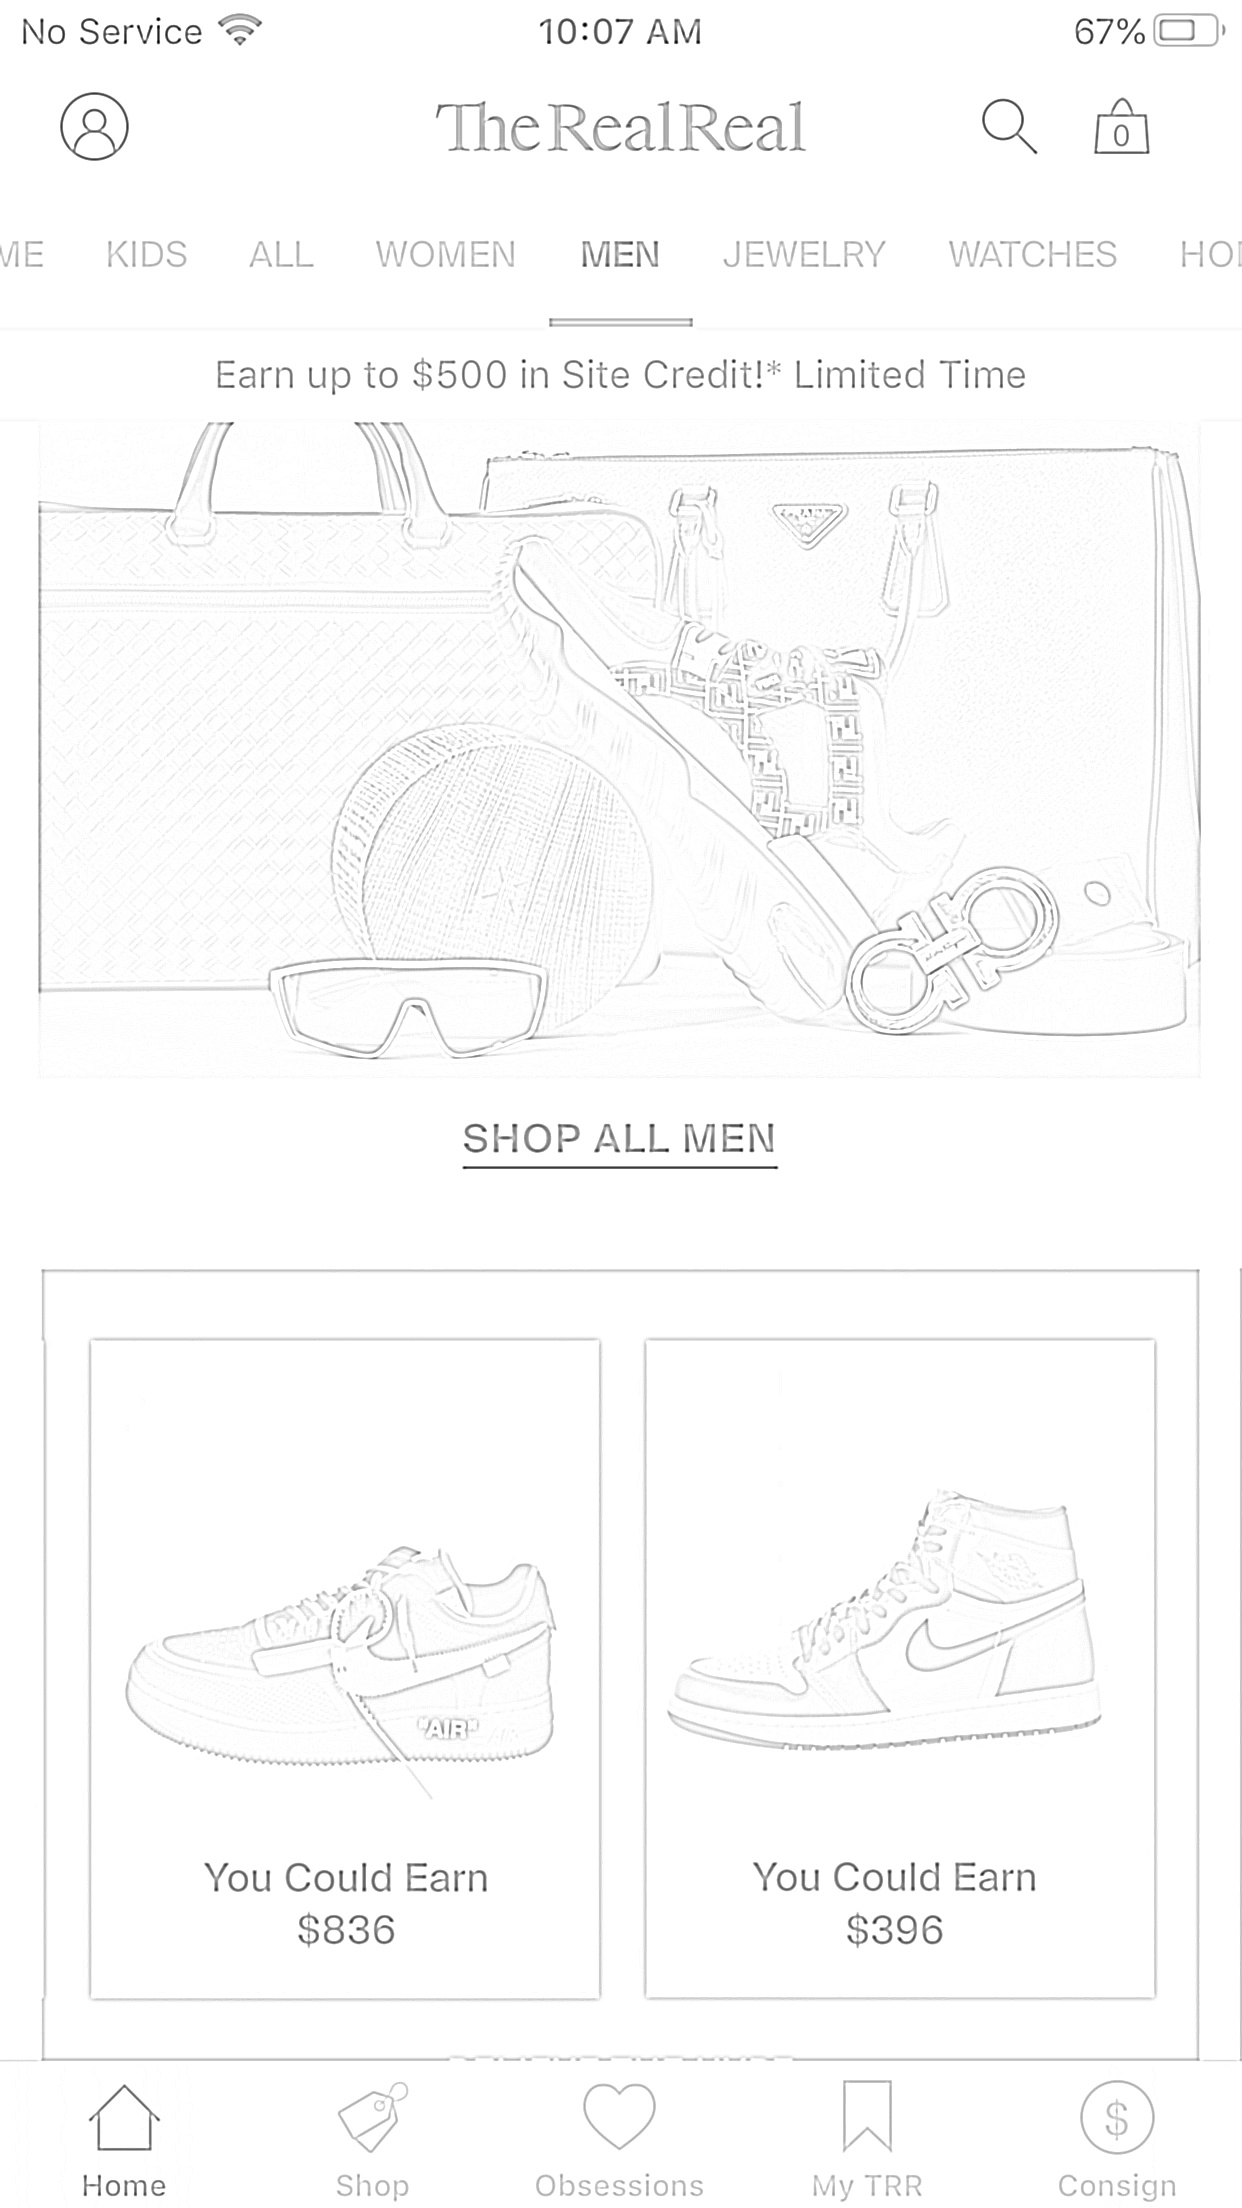 No Service 10:07 AM 67%
The RealReal
0
ME KIDS ALL WOMEN MEN JEWELRY WATCHES HO
Earn up to $500 in Site Credit!* Limited Time
SHOP ALL MEN
"AIR"
You Could Earn
$836
You Could Earn
$396
$
Home Shop Obsessions My TRR Consign